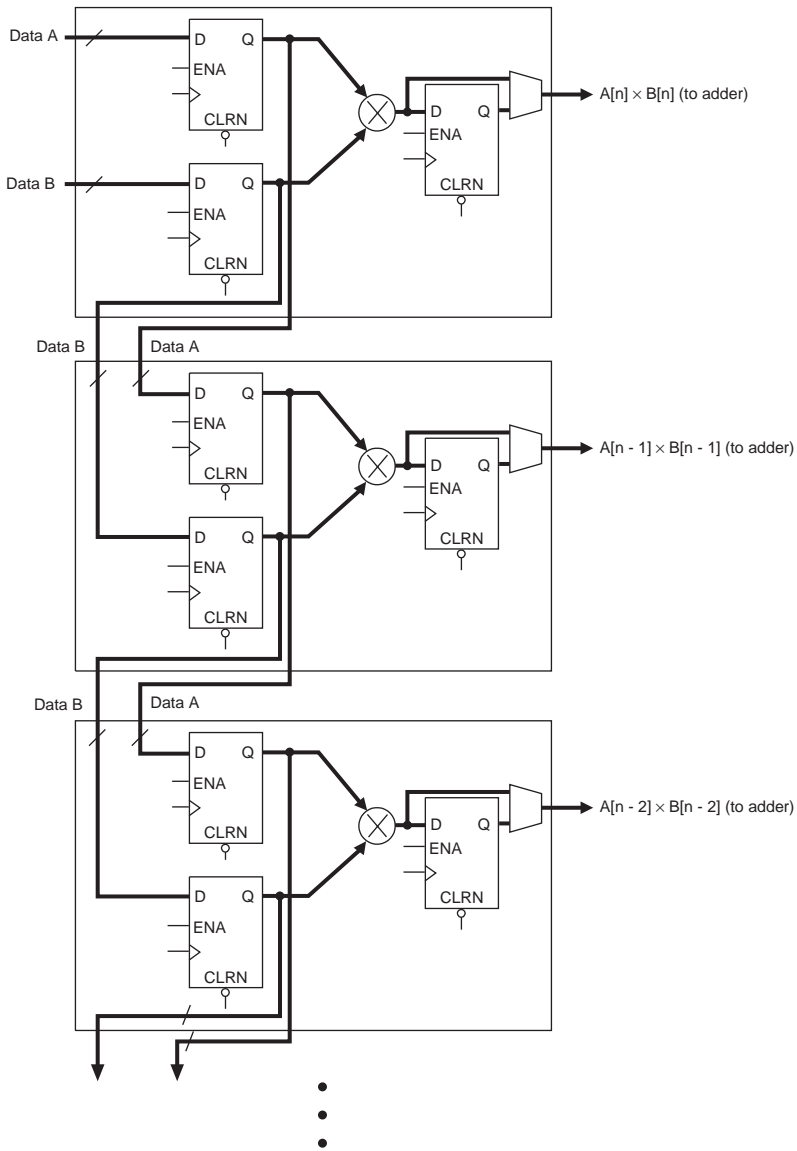 Data A
D Q
ENA
CLRN
D Q
ENA
CLRN
A[n] × B[n] (to adder)
Data B
D Q
ENA
CLRN
Data B
Data A
D Q
ENA
CLRN
D Q
ENA
CLRN
A[n - 1] × B[n - 1] (to adder)
D Q
ENA
CLRN
Data B
Data A
D Q
ENA
CLRN
D Q
ENA
CLRN
A[n - 2] × B[n - 2] (to adder)
D Q
ENA
CLRN